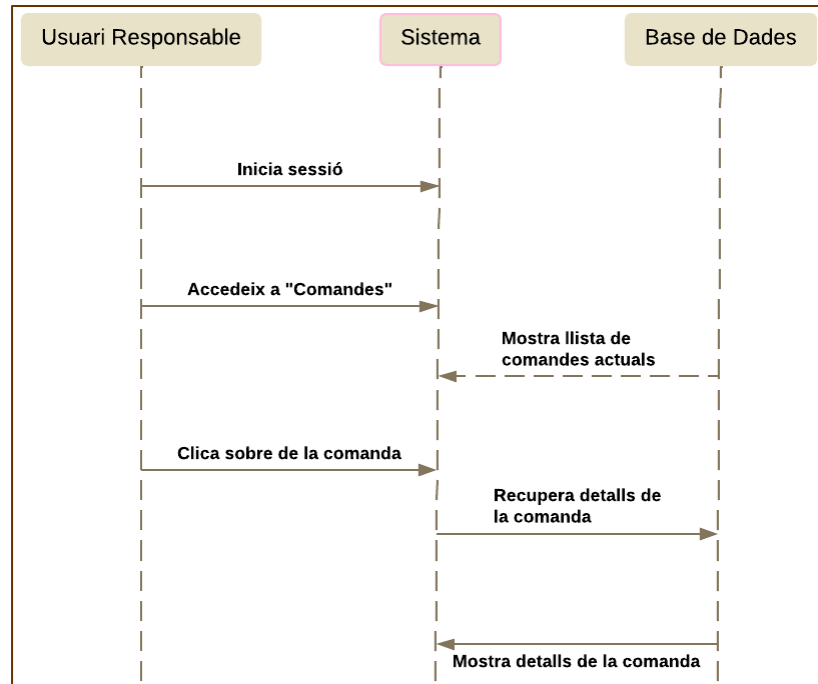 Usuari Responsable
Sistema
Base de Dades
Inicia sessió
Accedeix a "Comandes"
Mostra llista de
comandes actuals
Clica sobre de la comanda
Recupera detalls de
la comanda
Mostra detalls de la comanda